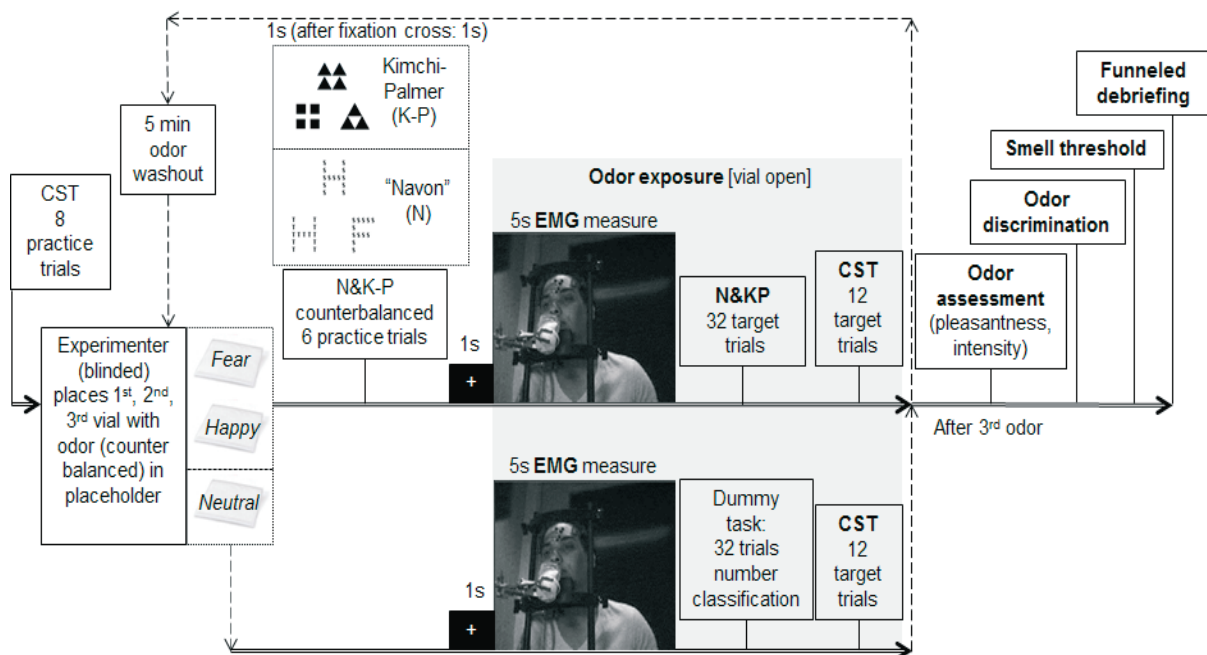 1s (after fixation cross: 1s)
Kimchi-
Palmer
(K-P)
“Navon”
(N)
5 min
odor
washout
CST
8
practice
trials
Experimenter
(blinded)
places 1st, 2nd,
3rd vial with
odor (counter
balanced) in
placeholder
Fear
Happy
Neutral
N&K-P
counterbalanced
6 practice trials
1s
+
Odor exposure [vial open]
5s EMG measure
N&KP
32 target
trials
CST
12
target
trials
Odor
assessment
(pleasantness,
intensity)
Odor
discrimination
Smell threshold
Funneled
debriefing
After 3rd odor
5s EMG measure
1s
+
Dummy
task:
32 trials
number
classification
CST
12
target
trials